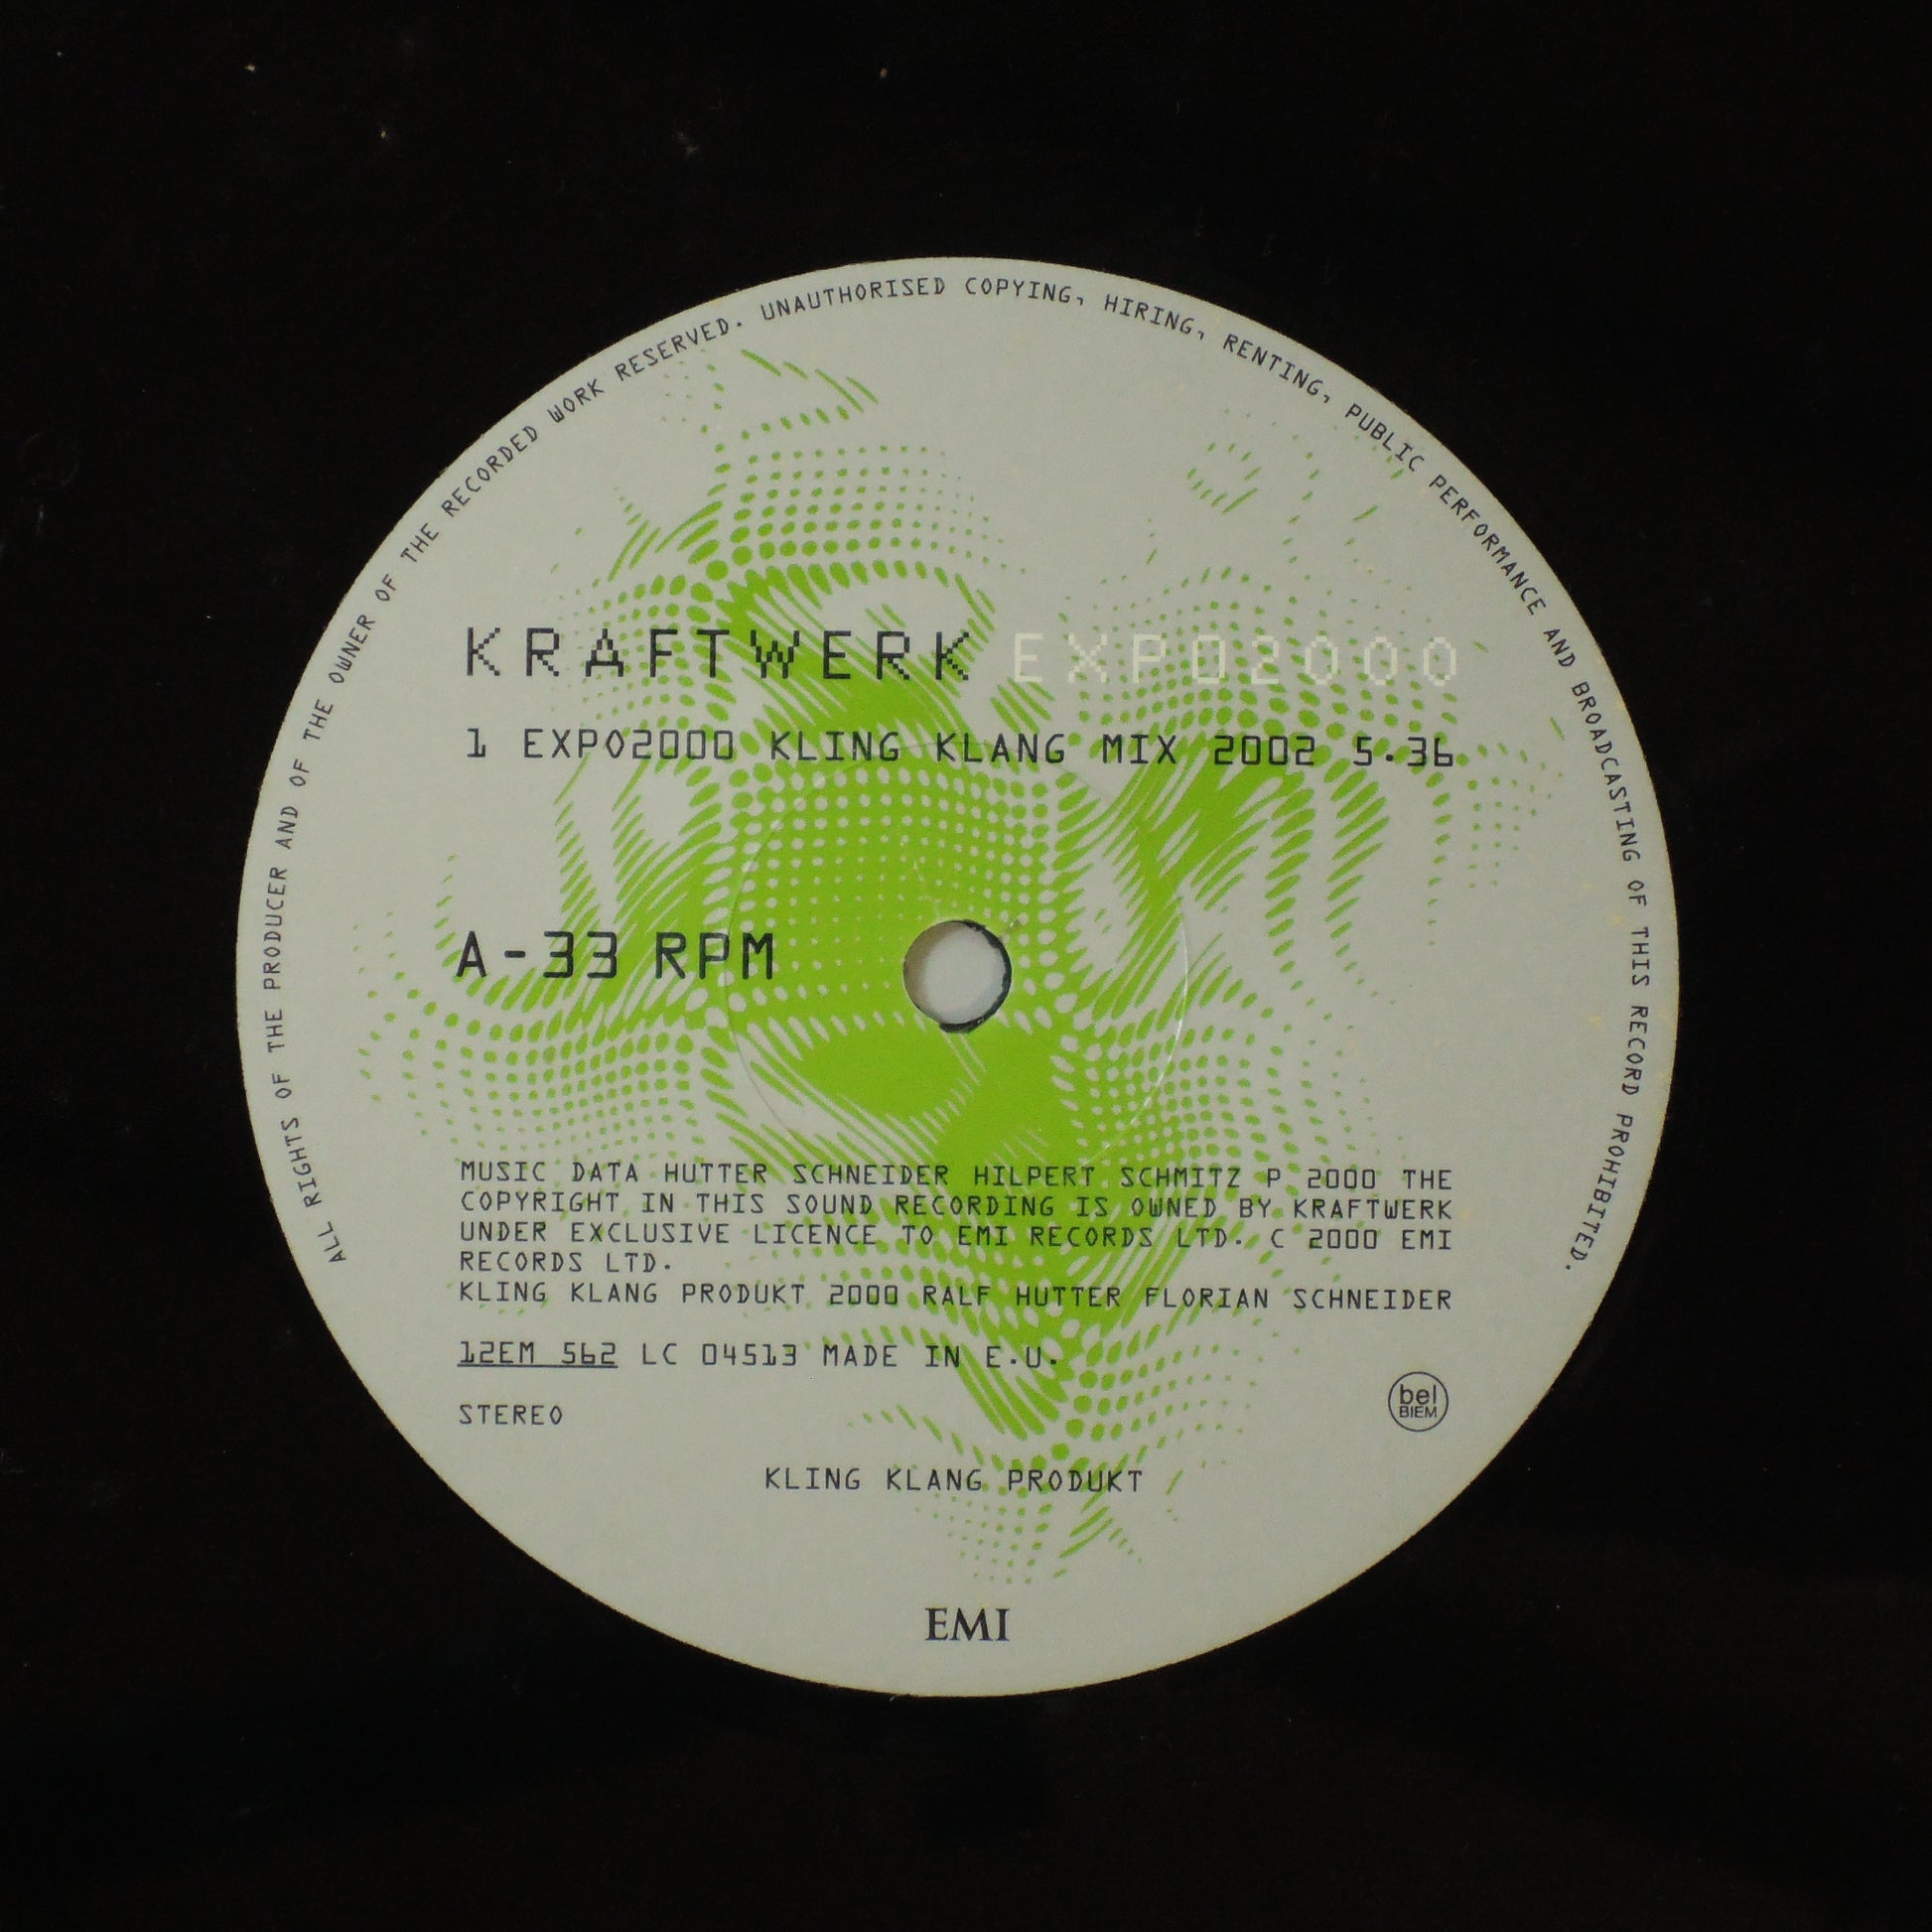 ALL RIGHTS OF THE PRODUCER AND OF THE OWNER OF THE RECORDED WORK RESERVED. UNAUTHORISED COPYING, HIRING, RENTING, PUBLIC PERFORMANCE AND BROADCASTING OF THIS RECORD PROHIBITED.
KRAFTWERK EXPO2000
1 EXPO2000 KLING KLANG MIX 2002 5.36
A-33 RPM
MUSIC DATA HUTTER SCHNEIDER HILPERT SCHMITZ P 2000 THE
COPYRIGHT IN THIS SOUND RECORDING IS OWNED BY KRAFTWERK
UNDER EXCLUSIVE LICENCE TO EMI RECORDS LTD. C 2000 EMI
RECORDS LTD.
KLING KLANG PRODUKT 2000 RALF HUTTER FLORIAN SCHNEIDER
12EM 562 LC 04513 MADE IN E.U.
bel
BIEM
STEREO
KLING KLANG PRODUKT
EMI